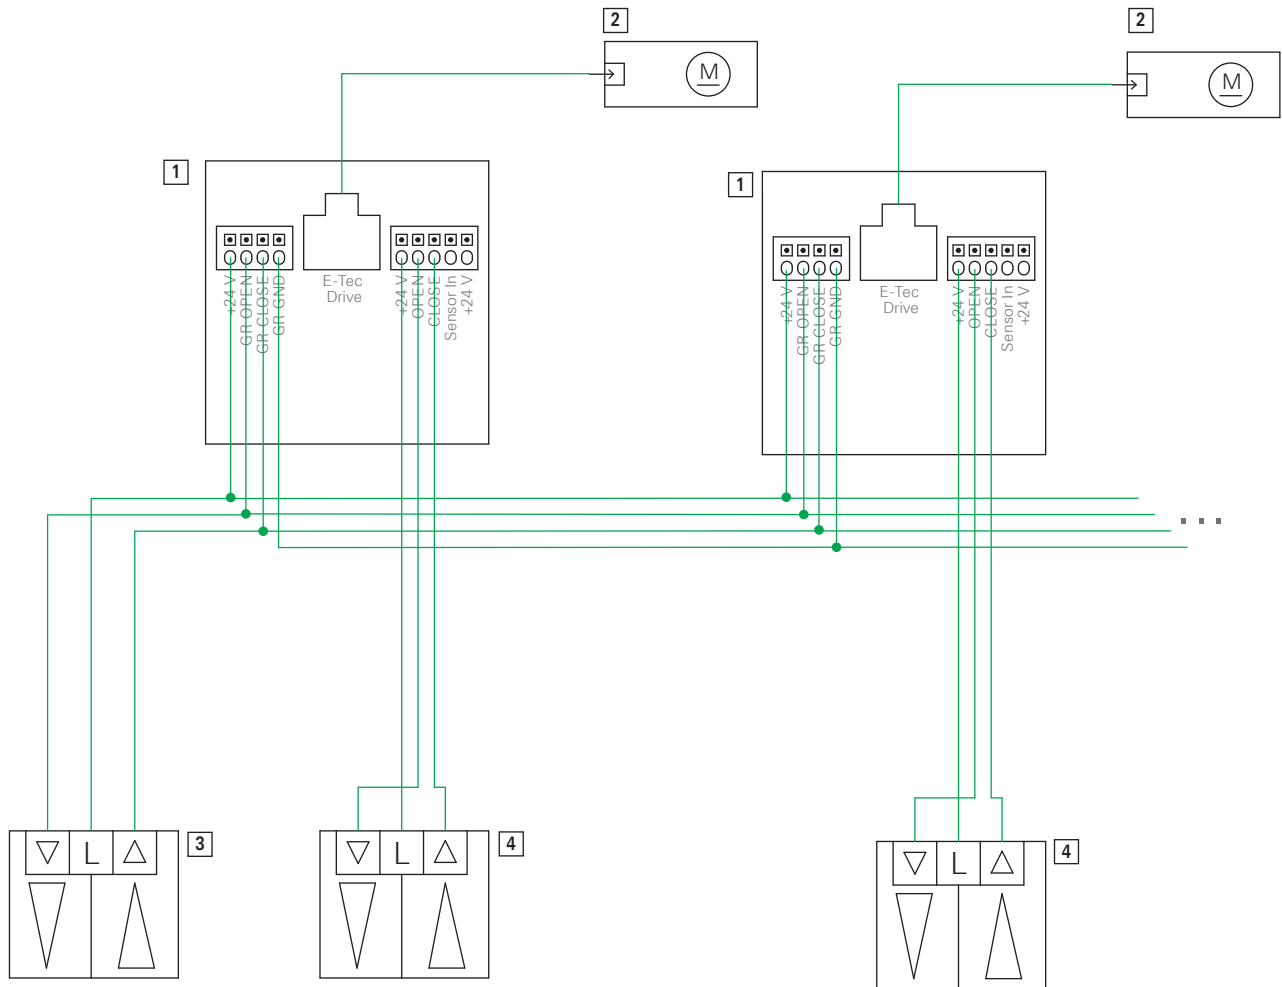 2
2
M
M
1
1
E-Tec
Drive
+24 V
GR OPEN
GR CLOSE
GR GND
+24 V
OPEN
CLOSE
Sensor In
+24 V
E-Tec
Drive
+24 V
GR OPEN
GR CLOSE
GR GND
+24 V
OPEN
CLOSE
Sensor In
+24 V
...
L
3
L
4
L
4